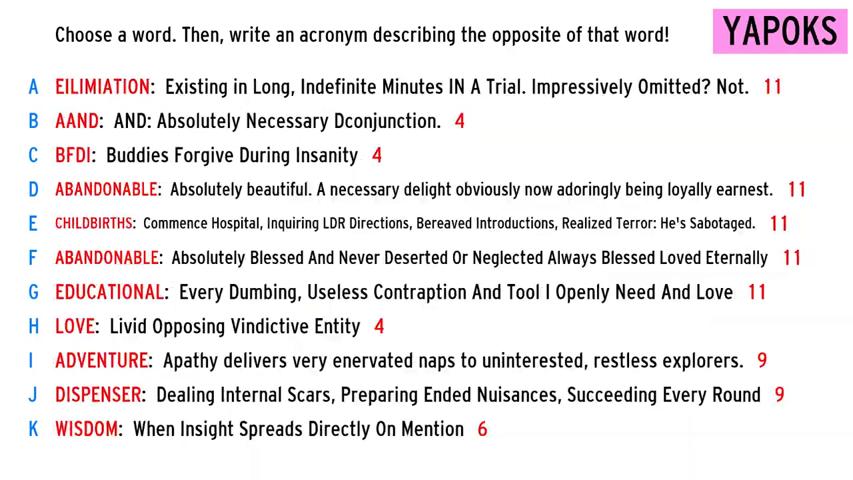 Choose a word. Then, write an acronym describing the opposite of that word!
YAPOKS
A EILIMIATION: Existing in Long, Indefinite Minutes IN A Trial. Impressively Omitted? Not. 11
B AAND: AND: Absolutely Necessary Dconjunction. 4
C BFDI: Buddies Forgive During Insanity 4
D ABANDONABLE: Absolutely beautiful. A necessary delight obviously now adoringly being loyally earnest. 11
E CHILDBIRTHS: Commence Hospital, Inquiring LDR Directions, Bereaved Introductions, Realized Terror: He's Sabotaged. 11
F ABANDONABLE: Absolutely Blessed And Never Deserted Or Neglected Always Blessed Loved Eternally 11
G EDUCATIONAL: Every Dumbing, Useless Contraption And Tool I Openly Need And Love 11
H LOVE: Livid Opposing Vindictive Entity 4
I ADVENTURE: Apathy delivers very enervated naps to uninterested, restless explorers. 9
J DISPENSER: Dealing Internal Scars, Preparing Ended Nuisances, Succeeding Every Round 9
K WISDOM: When Insight Spreads Directly On Mention 6